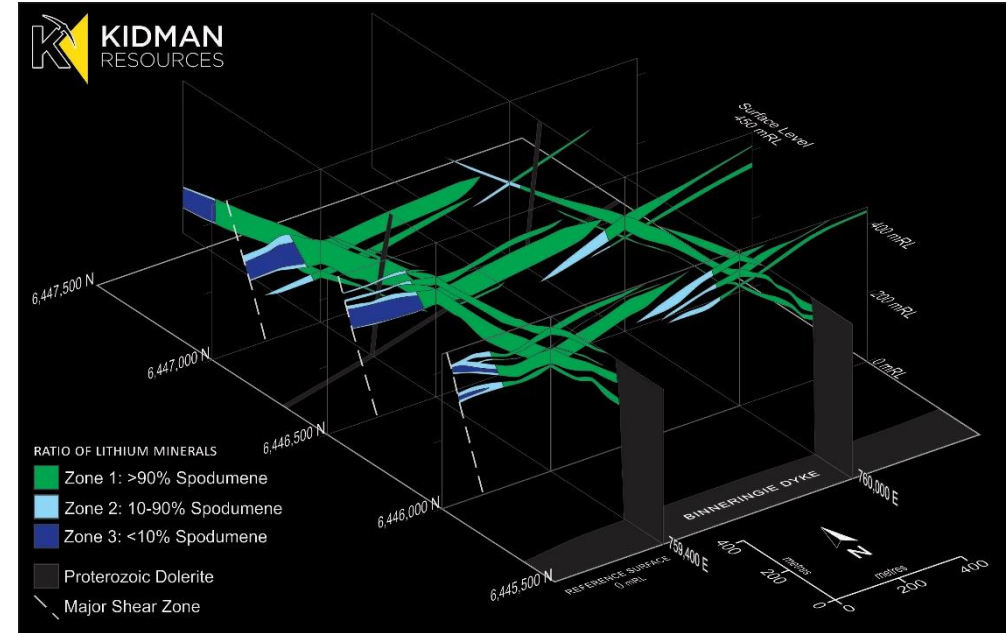 KIDMAN
RESOURCES
Surface Level
450 mRL
400 mRL
200 mRL
0 mRL
6,447,500 N
6,447,000 N
6,446,500 N
6,446,000 N
6,445,500 N
RATIO OF LITHIUM MINERALS
Zone 1: >90% Spodumene
Zone 2: 10-90% Spodumene
Zone 3: <10% Spodumene
Proterozoic Dolerite
Major Shear Zone
BINNERINGIE DYKE
760,000 E
759,400 E
REFERENCE SURFACE
0 mRL
400
200
0
metres
N
0
200
400
metres